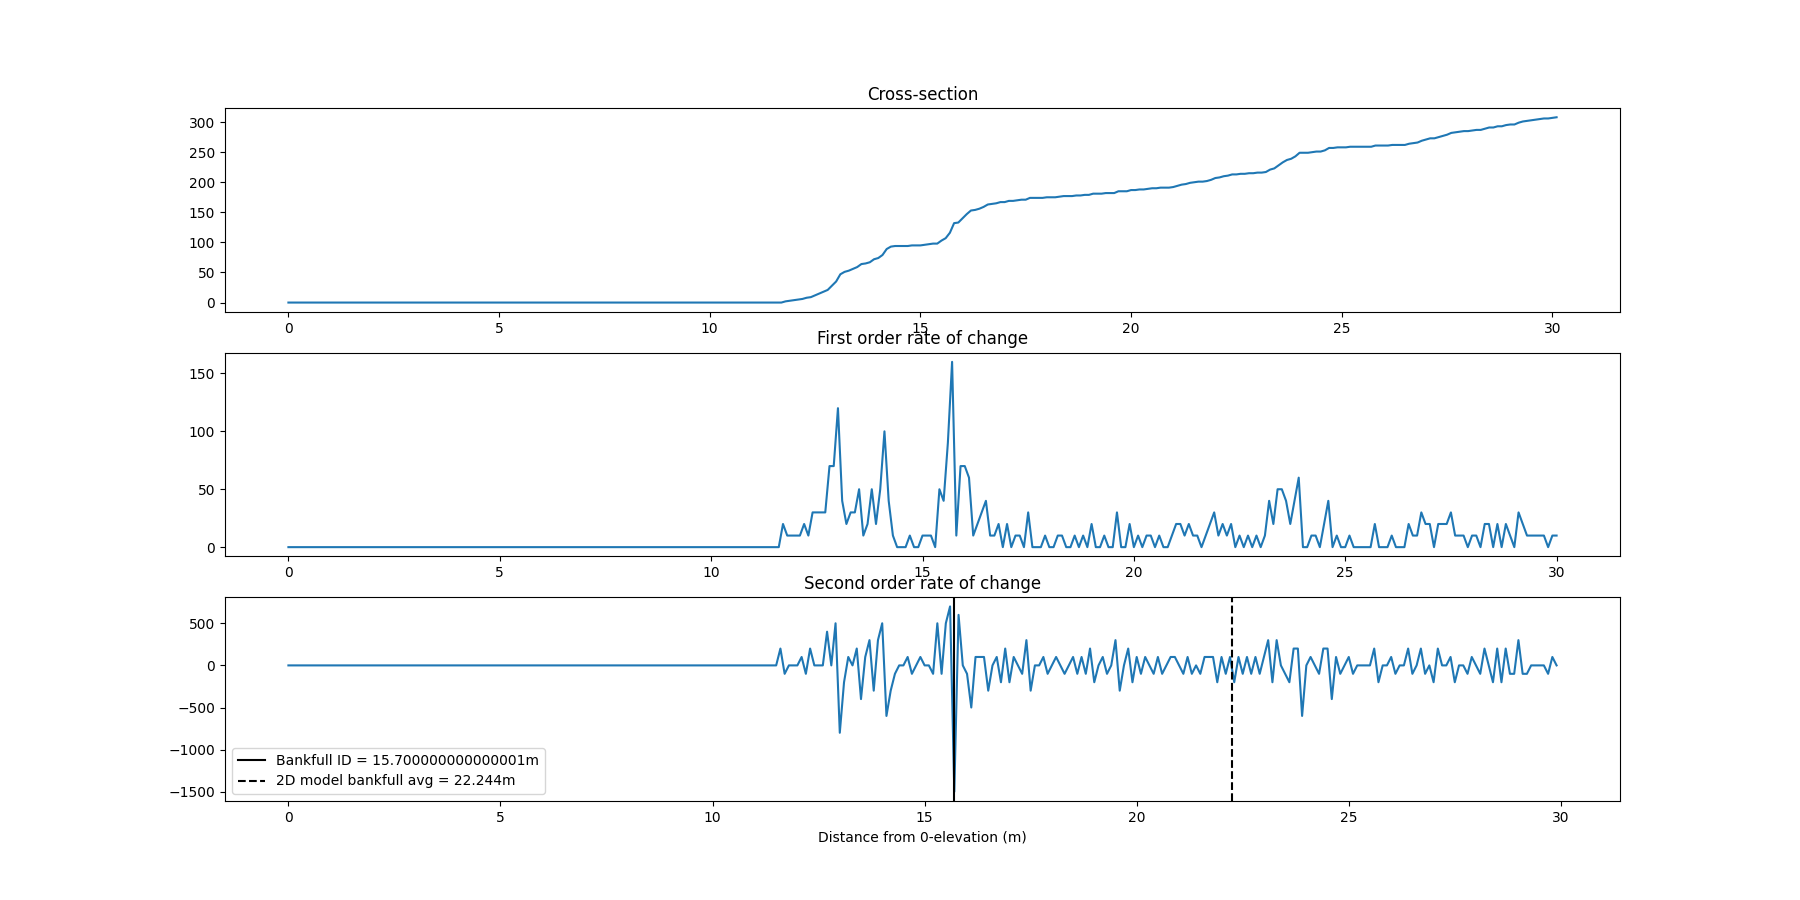 Cross-section
300
250
200
150
100
50
0
0 5 10 15 20 25 30
First order rate of change
150
100
50
0
0 5 10 15 20 25 30
Second order rate of change
500
0
−500
−1000
−1500
Bankfull ID = 15.700000000000001m
2D model bankfull avg = 22.244m
0 5 10 15 20 25 30
Distance from 0-elevation (m)